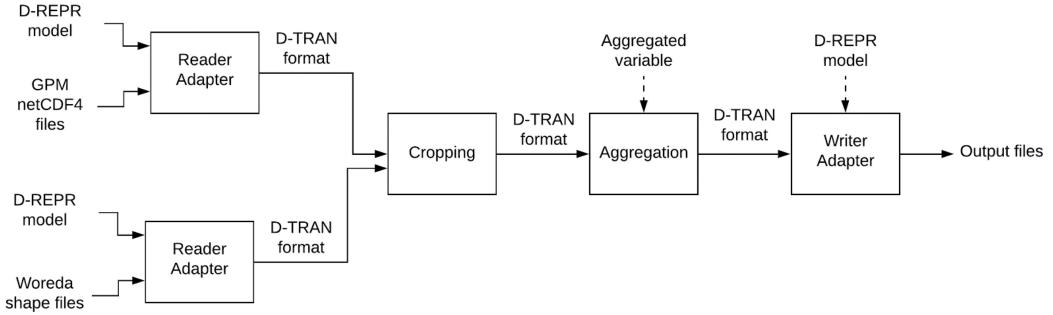 D-REPR
model
GPM
netCDF4
files
Reader
Adapter
D-TRAN
format
D-REPR
model
Woreda
shape files
Reader
Adapter
D-TRAN
format
Cropping
D-TRAN
format
Aggregated
variable
Aggregation
D-TRAN
format
D-REPR
model
Writer
Adapter
Output files